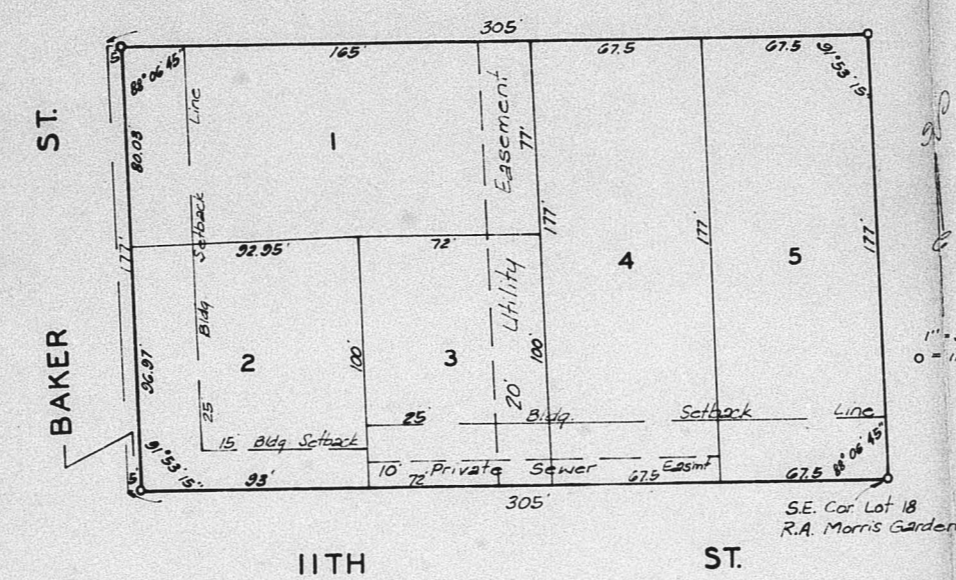 305'
5'
88° 06' 45"
165'
67.5
67.5
91° 53' 15"
ST.
80.03'
Line
1
Easement
77'
177'
177'
177'
177'
Setback
92.95'
72'
4
5
Bldg
Utility
BAKER
96.97'
2
100'
3
100'
20'
25'
25'
Bldg. Setback Line
15' Bldg Setback
91° 53' 15"
10' Private Sewer Easmt
88° 06' 45"
5'
93'
72'
67.5
67.5
305'
S.E. Cor. Lot 18
R.A. Morris Garden
11TH ST.
1" =
o =